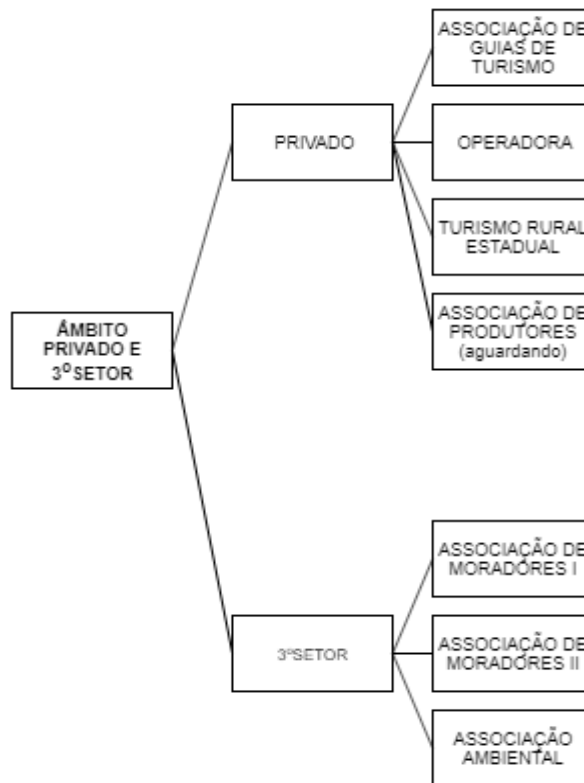 ASSOCIAÇÃO DE
GUIAS DE
TURISMO
PRIVADO
OPERADORA
TURISMO RURAL
ESTADUAL
ASSOCIAÇÃO DE
PRODUTORES
(aguardando)
ÂMBITO
PRIVADO E
3ºSETOR
ASSOCIAÇÃO DE
MORADORES I
3ºSETOR
ASSOCIAÇÃO DE
MORADORES II
ASSOCIAÇÃO
AMBIENTAL